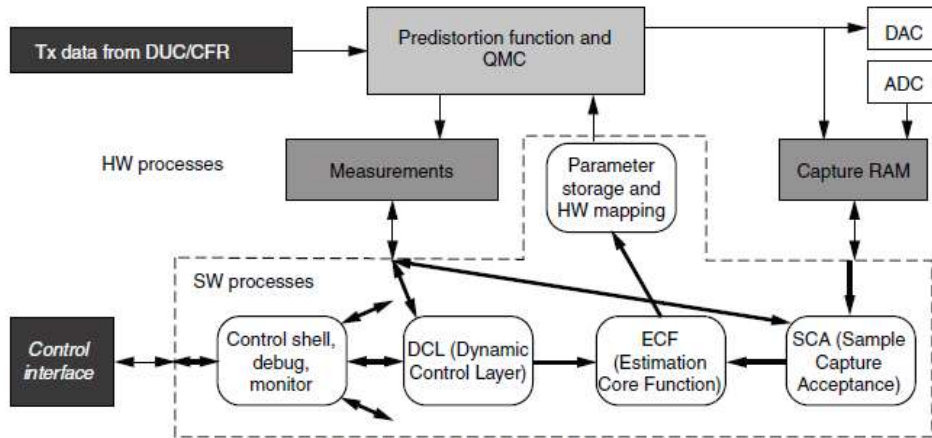 Tx data from DUC/CFR
Predistortion function and
QMC
DAC
ADC
HW processes
Measurements
Parameter
storage and
HW mapping
Capture RAM
SW processes
Control
interface
Control shell,
debug,
monitor
DCL (Dynamic
Control Layer)
ECF
(Estimation
Core Function)
SCA (Sample
Capture
Acceptance)